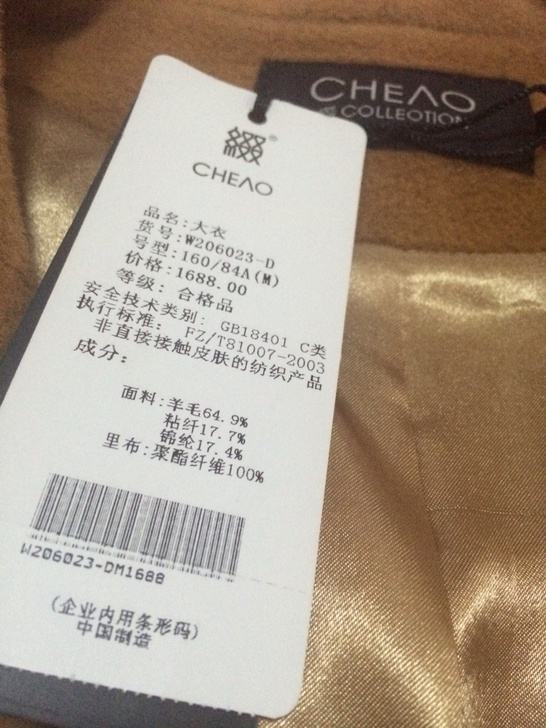 CHEΛO
COLLECTION
綴®
CHEΛO
品名:大衣
货号:W206023-D
号型:160/84A(M)
价格:1688.00
等级: 合格品
安全技术类别: GB18401 C类
执行标准: FZ/T81007-2003
非直接接触皮肤的纺织产品
成分:
面料:羊毛64.9%
粘纤17.7%
锦纶17.4%
里布:聚酯纤维100%
W206023-DM1688
(企业内用条形码)
中国制造